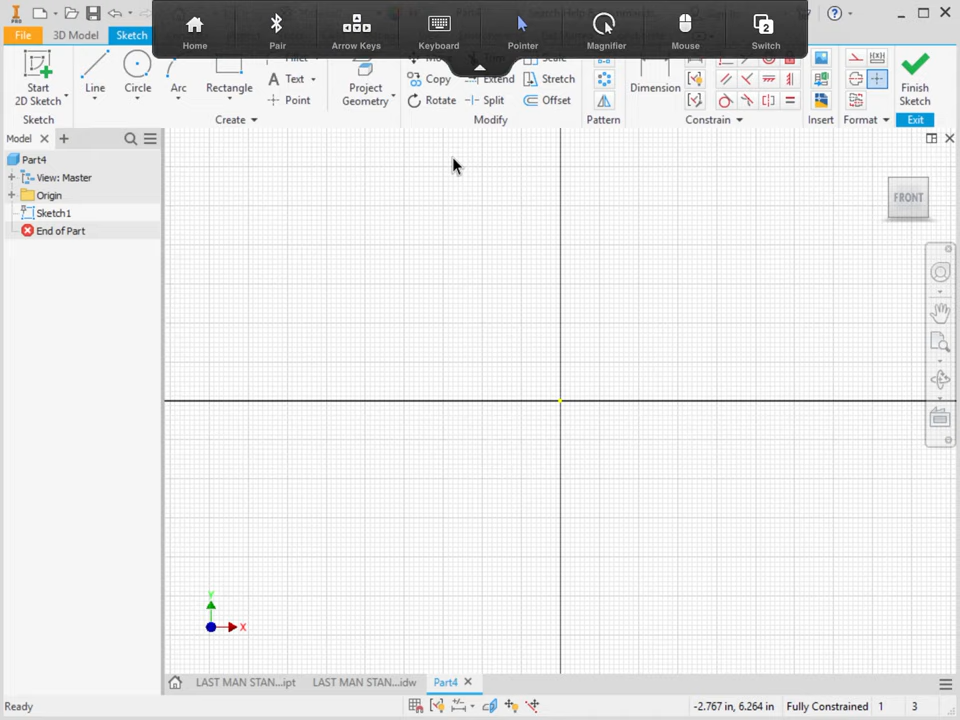 Home Pair Arrow Keys Keyboard Pointer Magnifier Mouse Switch
2
PRO
File 3D Model Sketch
Start
2D Sketch
Line
Circle
Arc
Rectangle
Text
Point
Project
Geometry
Copy
Rotate
Extend
Split
Stretch
Offset
Dimension
Finish
Sketch
Sketch Create Modify Pattern Constrain Insert Format Exit
Model
Part4
View: Master
Origin
Sketch1
End of Part
FRONT
Y
X
LAST MAN STAN...ipt LAST MAN STAN...idw Part4
Ready -2.767 in, 6.264 in Fully Constrained 1 3